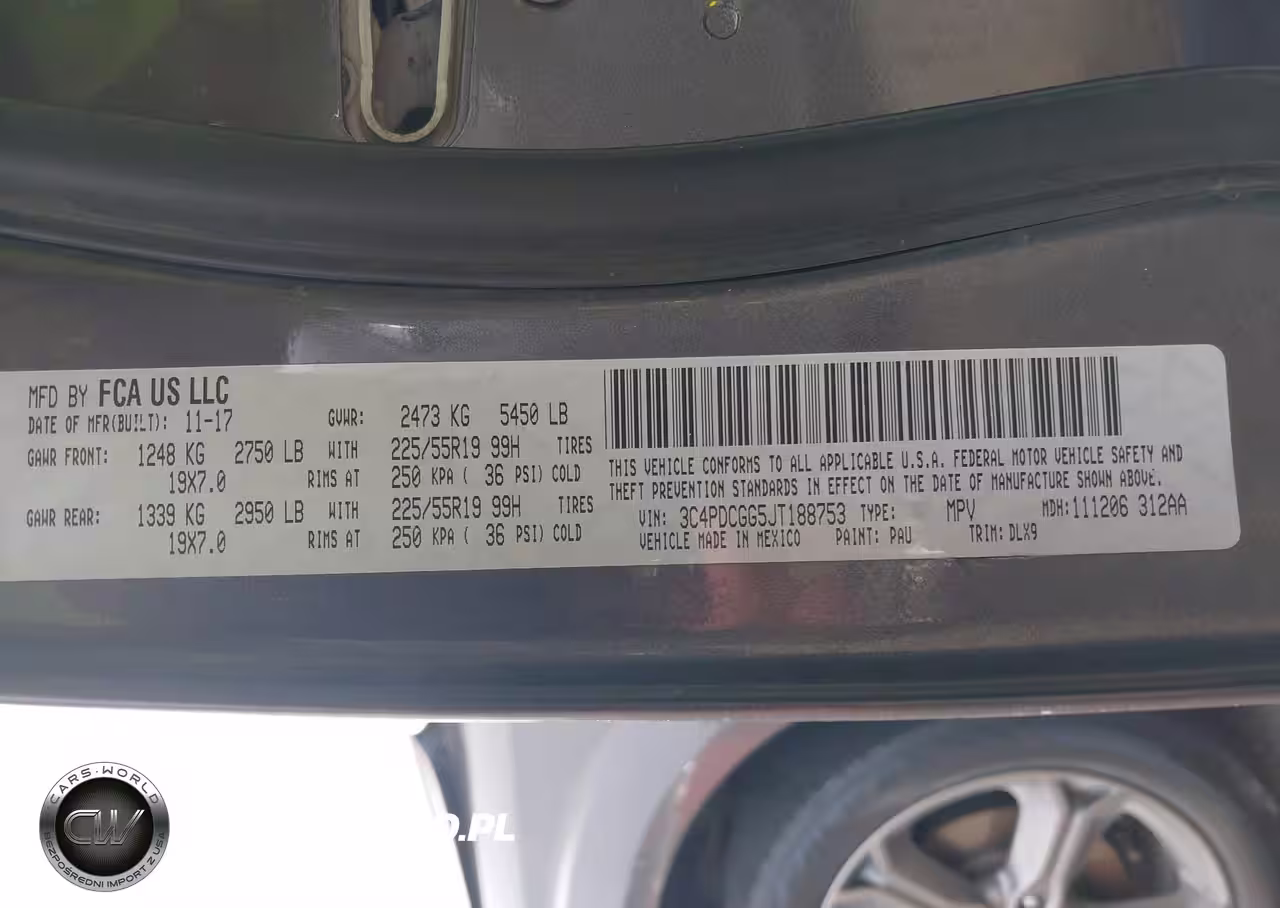 MFD BY FCA US LLC
DATE OF MFR(BUILT): 11-17 GVWR: 2473 KG 5450 LB
GAWR FRONT: 1248 KG 2750 LB WITH 225/55R19 99H TIRES
19X7.0 RIMS AT 250 KPA ( 36 PSI) COLD
GAWR REAR: 1339 KG 2950 LB WITH 225/55R19 99H TIRES
19X7.0 RIMS AT 250 KPA ( 36 PSI) COLD
THIS VEHICLE CONFORMS TO ALL APPLICABLE U.S.A. FEDERAL MOTOR VEHICLE SAFETY AND
THEFT PREVENTION STANDARDS IN EFFECT ON THE DATE OF MANUFACTURE SHOWN ABOVE.
VIN: 3C4PDCGG5JT188753 TYPE: MPV MDH:111206 312AA
VEHICLE MADE IN MEXICO PAINT: PAU TRIM: DLX9
CARS·WORLD
CW
BEZPOŚREDNI IMPORT Z USA
D.PL